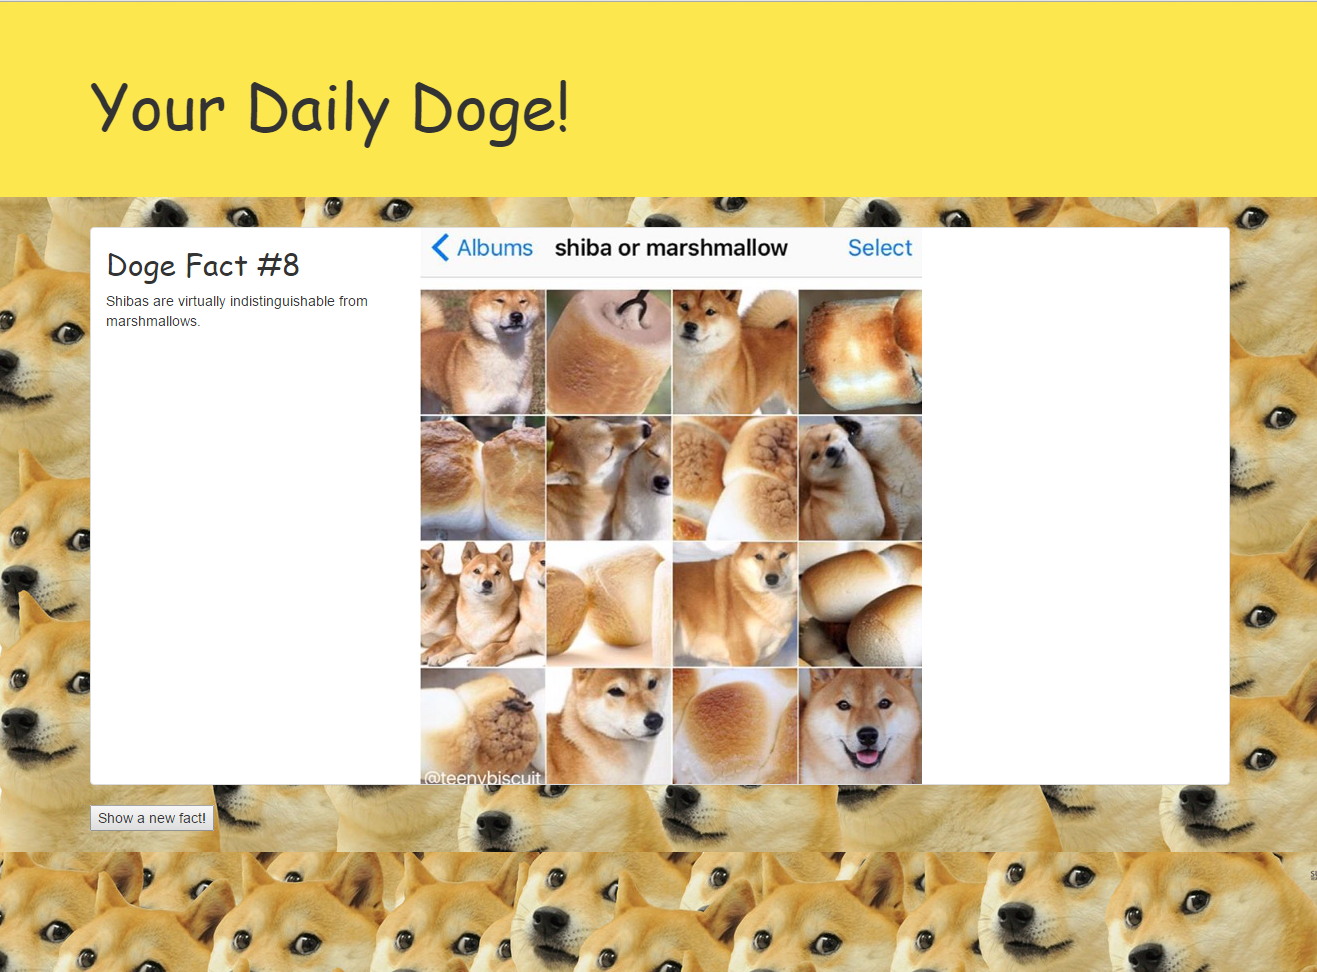 Your Daily Doge!
Doge Fact #8
Shibas are virtually indistinguishable from
marshmallows.
Albums shiba or marshmallow Select
@teenybiscuit
Show a new fact!